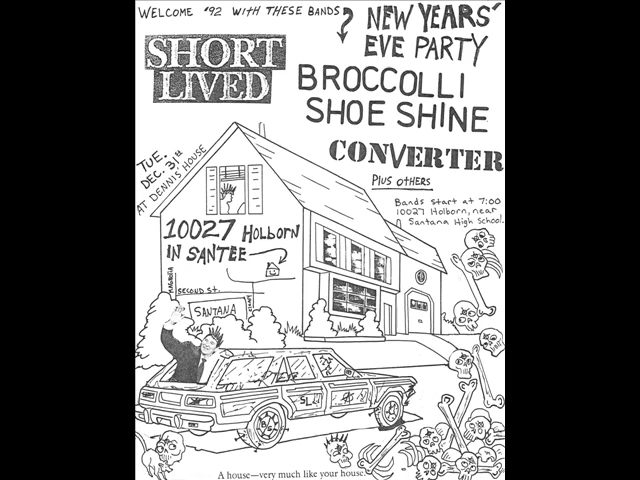 WELCOME '92 WITH THESE BANDS
NEW YEARS'
EVE PARTY
SHORT
LIVED
BROCCOLLI
SHOE SHINE
CONVERTER
PLUS OTHERS
TUE.
DEC. 31st
AT DENNIS' HOUSE
Bands start at 7:00
10027 Holborn, near
Santana High School.
10027 HOLBORN
IN SANTEE
MAGNOLIA
SECOND ST.
SANTANA
SL
A house—very much like your house.